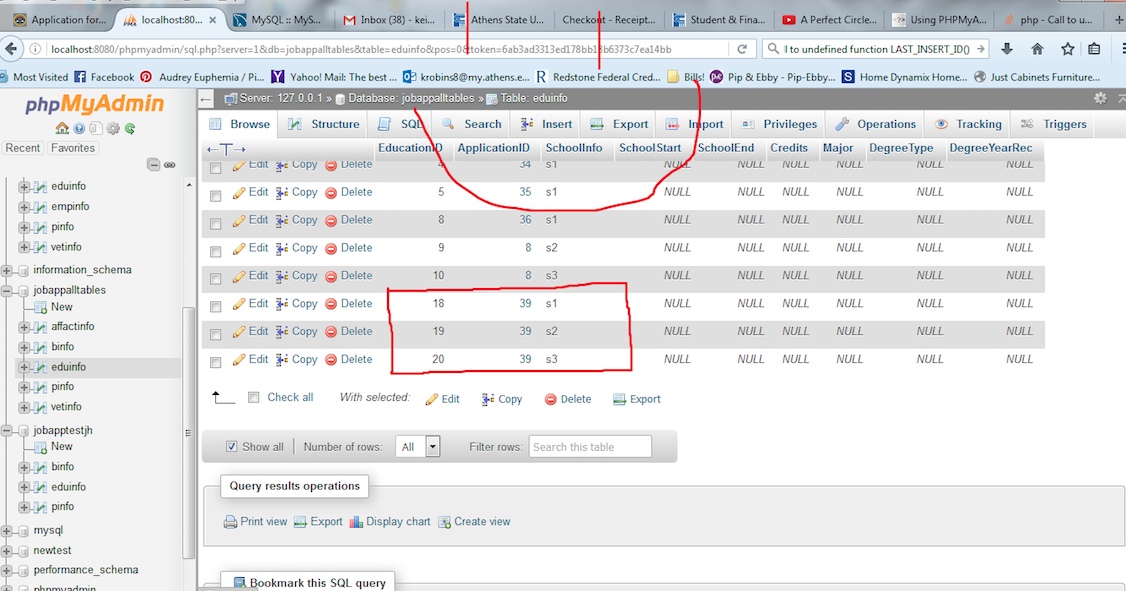 Application for...
localhost:80...
MySQL :: MyS...
Inbox (38) - kei...
Athens State U...
Checkout - Receipt...
Student & Fina...
A Perfect Circle...
Using PHPMyA...
php - Call to u...
localhost:8080/phpmyadmin/sql.php?server=1&db=jobappalltables&table=eduinfo&pos=0&token=6ab3ad3313ed178bb13b6373c7ea14bb
l to undefined function LAST_INSERT_ID()
Most Visited Facebook Audrey Euphemia / Pi... Yahoo! Mail: The best ... krobins8@my.athens.e... Redstone Federal Cred... Bills! Pip & Ebby - Pip-Ebby... Home Dynamix Home... Just Cabinets Furniture...
phpMyAdmin
Recent Favorites
eduinfo
empinfo
pinfo
vetinfo
information_schema
jobappalltables
New
affactinfo
binfo
eduinfo
pinfo
vetinfo
jobapptestjh
New
binfo
eduinfo
pinfo
mysql
newtest
performance_schema
phpmyadmin
Server: 127.0.0.1 » Database: jobappalltables » Table: eduinfo
Browse Structure SQL Search Insert Export Import Privileges Operations Tracking Triggers
EducationID ApplicationID SchoolInfo SchoolStart SchoolEnd Credits Major DegreeType DegreeYearRec
Edit Copy Delete 4 34 s1 NULL NULL NULL NULL NULL NULL
Edit Copy Delete 5 35 s1 NULL NULL NULL NULL NULL NULL
Edit Copy Delete 8 36 s1 NULL NULL NULL NULL NULL NULL
Edit Copy Delete 9 8 s2 NULL NULL NULL NULL NULL NULL
Edit Copy Delete 10 8 s3 NULL NULL NULL NULL NULL NULL
Edit Copy Delete 18 39 s1 NULL NULL NULL NULL NULL NULL
Edit Copy Delete 19 39 s2 NULL NULL NULL NULL NULL NULL
Edit Copy Delete 20 39 s3 NULL NULL NULL NULL NULL NULL
Check all With selected: Edit Copy Delete Export
Show all Number of rows: All Filter rows: Search this table
Query results operations
Print view Export Display chart Create view
Bookmark this SQL query